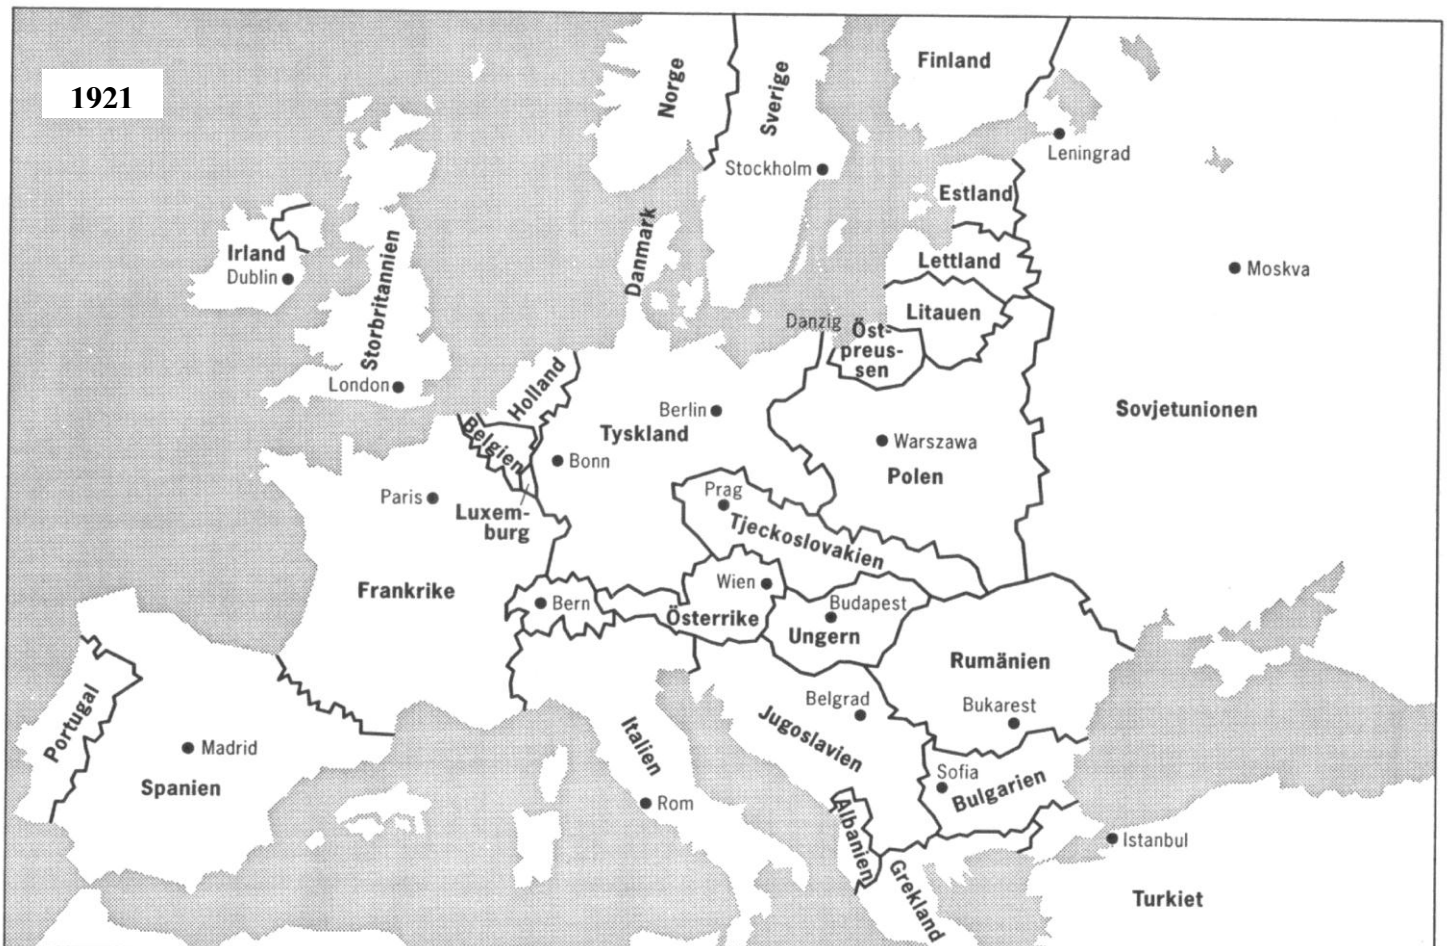 1921
Norge
Sverige
Finland
Stockholm
Leningrad
Estland
Danmark
Irland
Dublin
Storbritannien
Lettland
Moskva
Litauen
Danzig
Öst-
preus-
sen
London
Holland
Belgien
Berlin
Tyskland
Bonn
Sovjetunionen
Warszawa
Polen
Paris
Luxem-
burg
Prag
Tjeckoslovakien
Frankrike
Bern
Wien
Österrike
Budapest
Ungern
Rumänien
Belgrad
Bukarest
Jugoslavien
Portugal
Madrid
Spanien
Italien
Rom
Sofia
Bulgarien
Albanien
Grekland
Istanbul
Turkiet